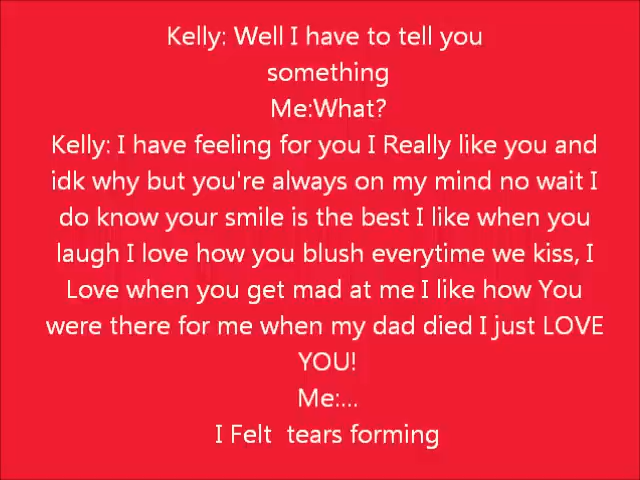 Kelly: Well I have to tell you
something
Me:What?
Kelly: I have feeling for you I Really like you and
idk why but you're always on my mind no wait I
do know your smile is the best I like when you
laugh I love how you blush everytime we kiss, I
Love when you get mad at me I like how You
were there for me when my dad died I just LOVE
YOU!
Me:...
I Felt  tears forming